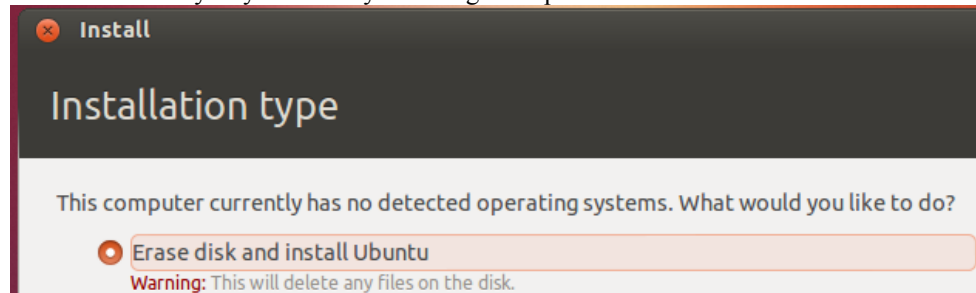 Install
Installation type
This computer currently has no detected operating systems. What would you like to do?
Erase disk and install Ubuntu
Warning: This will delete any files on the disk.